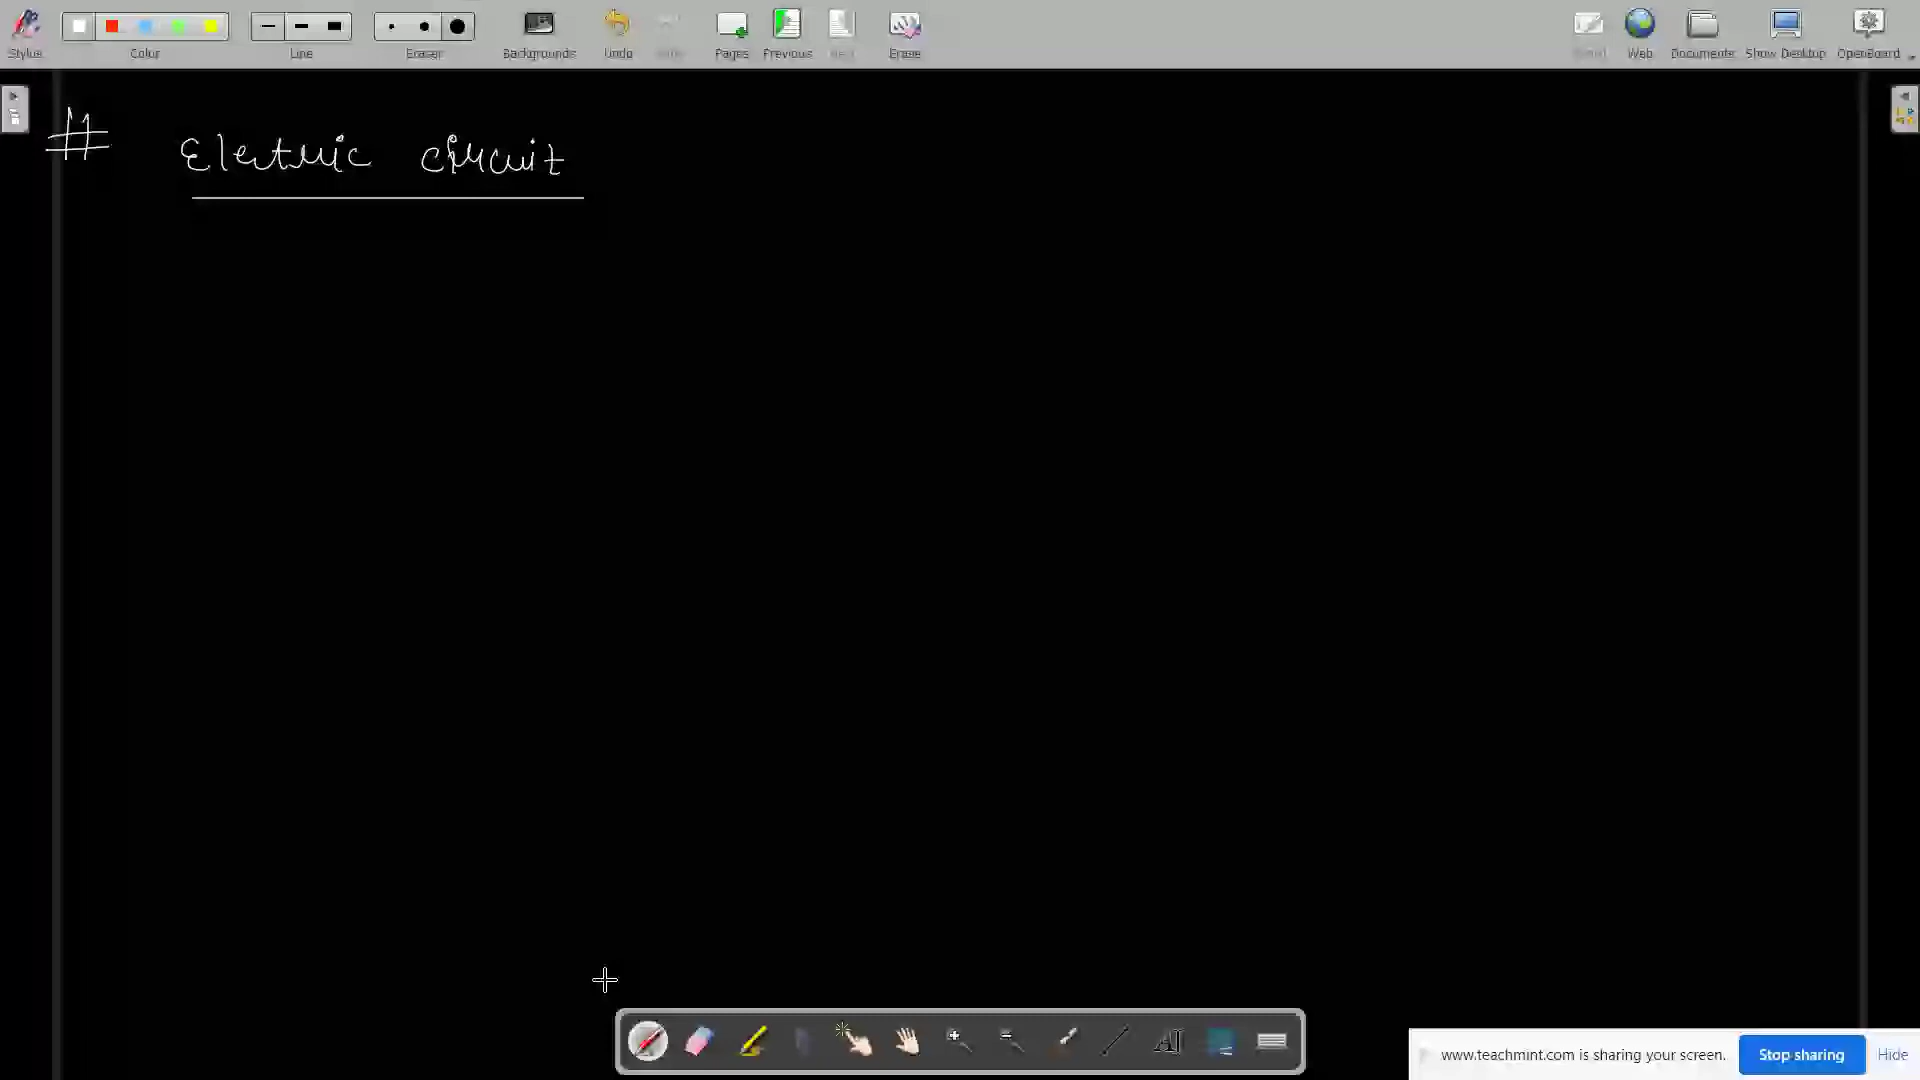 Stylus
Color
Line
Eraser
Backgrounds
Undo
Pages
Previous
Erase
Web
Documents
Show Desktop
OpenBoard
# Electric circuit
www.teachmint.com is sharing your screen.
Stop sharing
Hide